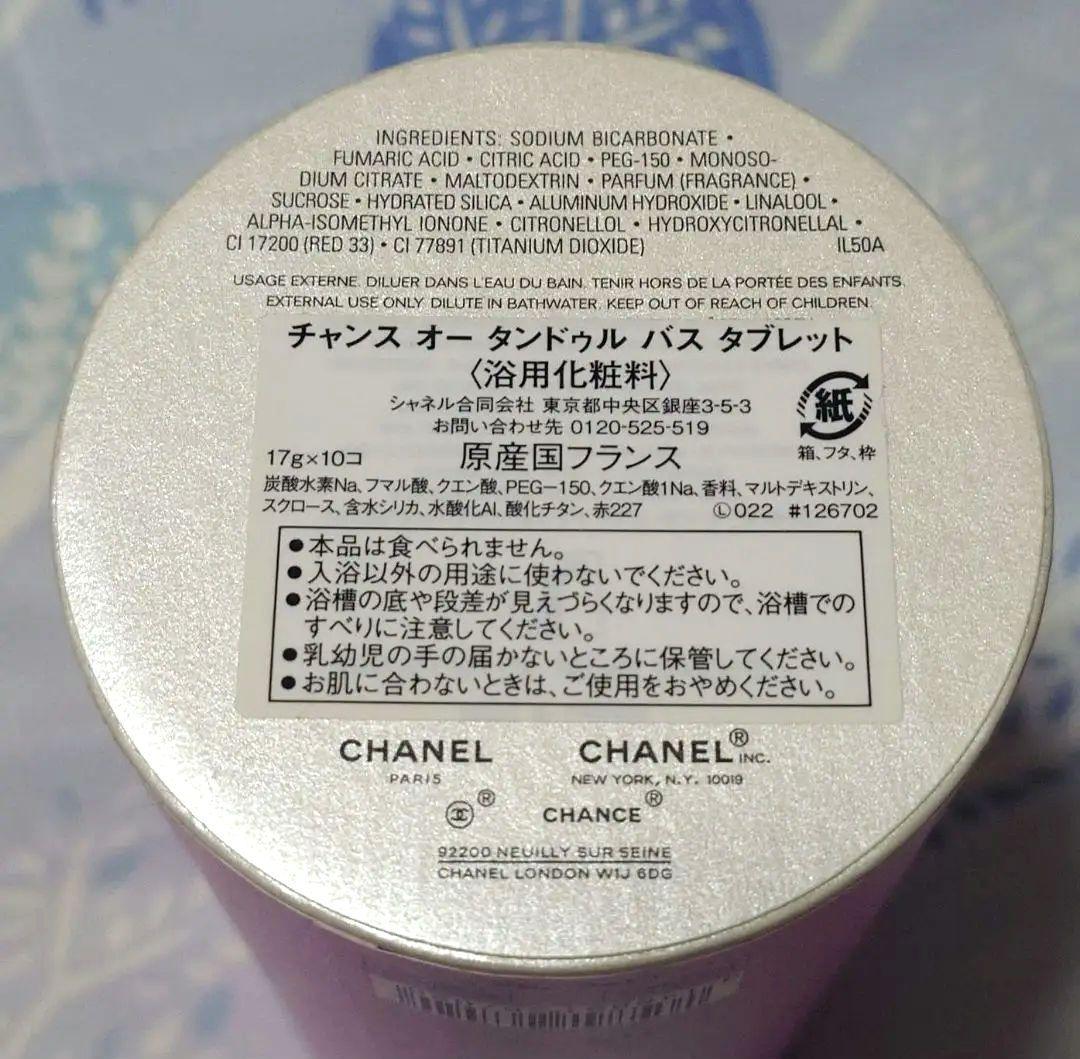 INGREDIENTS: SODIUM BICARBONATE •
FUMARIC ACID • CITRIC ACID • PEG-150 • MONOSO-
DIUM CITRATE • MALTODEXTRIN • PARFUM (FRAGRANCE) •
SUCROSE • HYDRATED SILICA • ALUMINUM HYDROXIDE • LINALOOL •
ALPHA-ISOMETHYL IONONE • CITRONELLOL • HYDROXYCITRONELLAL •
CI 17200 (RED 33) • CI 77891 (TITANIUM DIOXIDE) IL50A
USAGE EXTERNE. DILUER DANS L'EAU DU BAIN. TENIR HORS DE LA PORTÉE DES ENFANTS.
EXTERNAL USE ONLY. DILUTE IN BATHWATER. KEEP OUT OF REACH OF CHILDREN.
チャンス オー タンドゥル バス タブレット
〈浴用化粧料〉
シャネル合同会社 東京都中央区銀座3-5-3
お問い合わせ先 0120-525-519
紙
箱、フタ、枠
17g×10コ 原産国フランス
炭酸水素Na、フマル酸、クエン酸、PEG-150、クエン酸1Na、香料、マルトデキストリン、
スクロース、含水シリカ、水酸化Al、酸化チタン、赤227 Ⓛ022 #126702
●本品は食べられません。
●入浴以外の用途に使わないでください。
●浴槽の底や段差が見えづらくなりますので、浴槽での
すべりに注意してください。
●乳幼児の手の届かないところに保管してください。
●お肌に合わないときは、ご使用をおやめください。
CHANEL CHANEL® INC.
PARIS NEW YORK, N.Y. 10019
® CHANCE®
92200 NEUILLY SUR SEINE
CHANEL LONDON W1J 6DG